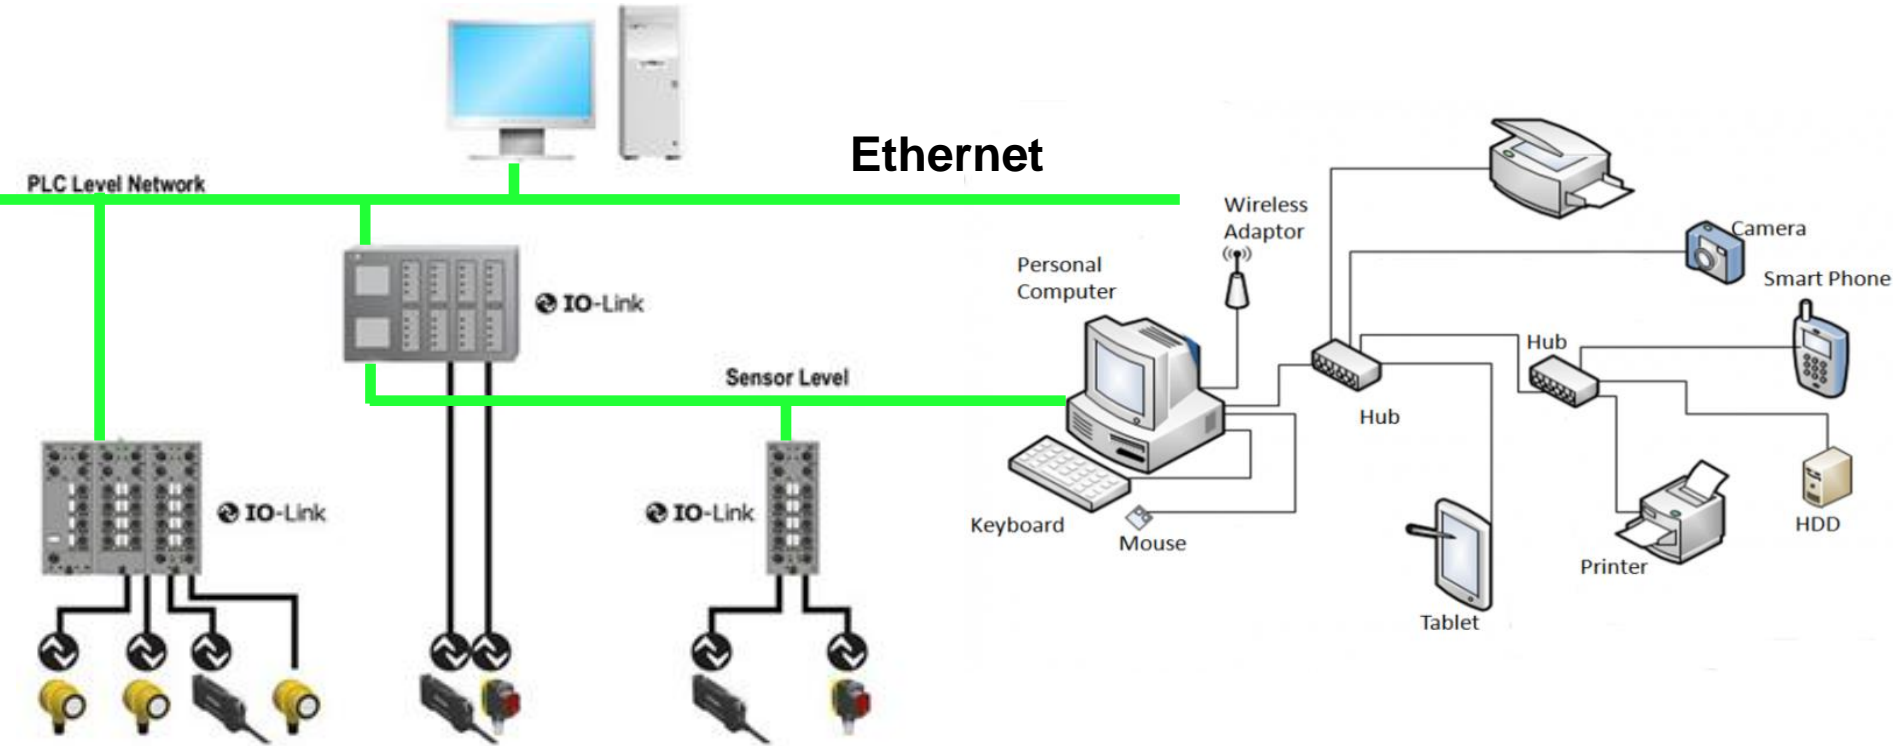 Ethernet
PLC Level Network
Wireless
Adaptor
Camera
Personal
Computer
Smart Phone
IO-Link
Hub
Sensor Level
Hub
IO-Link
IO-Link
Keyboard
Mouse
HDD
Printer
Tablet